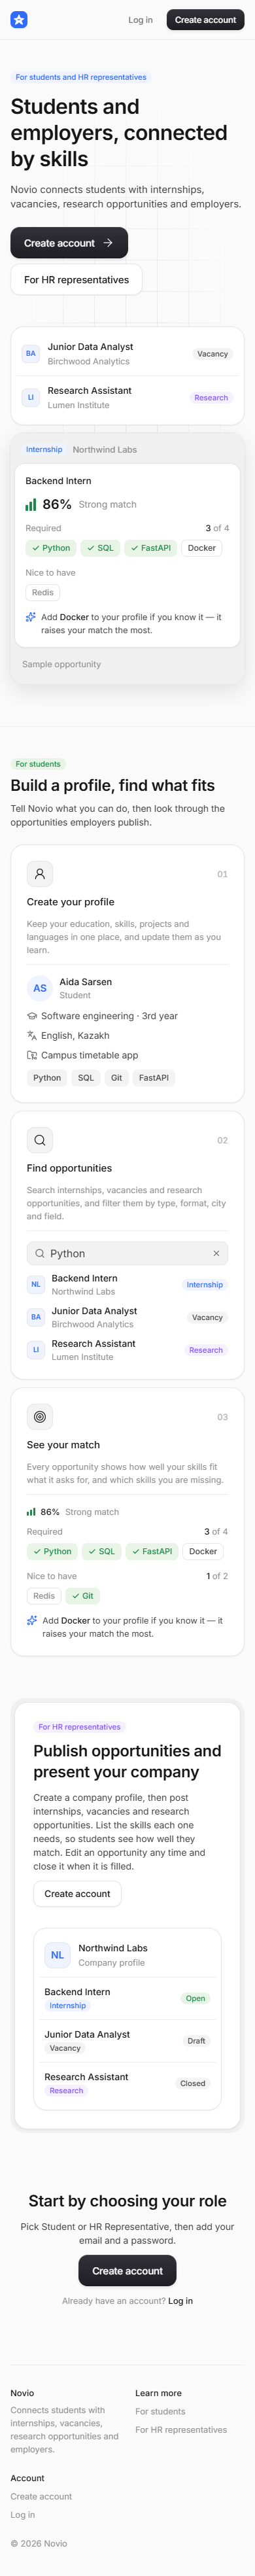 Log in
Create account
For students and HR representatives
Students and
employers, connected
by skills
Novio connects students with internships,
vacancies, research opportunities and employers.
Create account
For HR representatives
BA
Junior Data Analyst
Birchwood Analytics
Vacancy
LI
Research Assistant
Lumen Institute
Research
Internship
Northwind Labs
Backend Intern
86% Strong match
Required
3 of 4
Python
SQL
FastAPI
Docker
Nice to have
Redis
Add Docker to your profile if you know it — it
raises your match the most.
Sample opportunity
For students
Build a profile, find what fits
Tell Novio what you can do, then look through the
opportunities employers publish.
01
Create your profile
Keep your education, skills, projects and
languages in one place, and update them as you
learn.
AS
Aida Sarsen
Student
Software engineering · 3rd year
English, Kazakh
Campus timetable app
Python
SQL
Git
FastAPI
02
Find opportunities
Search internships, vacancies and research
opportunities, and filter them by type, format, city
and field.
Python
NL
Backend Intern
Northwind Labs
Internship
BA
Junior Data Analyst
Birchwood Analytics
Vacancy
LI
Research Assistant
Lumen Institute
Research
03
See your match
Every opportunity shows how well your skills fit
what it asks for, and which skills you are missing.
86% Strong match
Required
3 of 4
Python
SQL
FastAPI
Docker
Nice to have
1 of 2
Redis
Git
Add Docker to your profile if you know it — it
raises your match the most.
For HR representatives
Publish opportunities and
present your company
Create a company profile, then post
internships, vacancies and research
opportunities. List the skills each one
needs, so students see how well they
match. Edit an opportunity any time and
close it when it is filled.
Create account
NL
Northwind Labs
Company profile
Backend Intern
Internship
Open
Junior Data Analyst
Vacancy
Draft
Research Assistant
Research
Closed
Start by choosing your role
Pick Student or HR Representative, then add your
email and a password.
Create account
Already have an account? Log in
Novio
Connects students with
internships, vacancies,
research opportunities and
employers.
Learn more
For students
For HR representatives
Account
Create account
Log in
© 2026 Novio